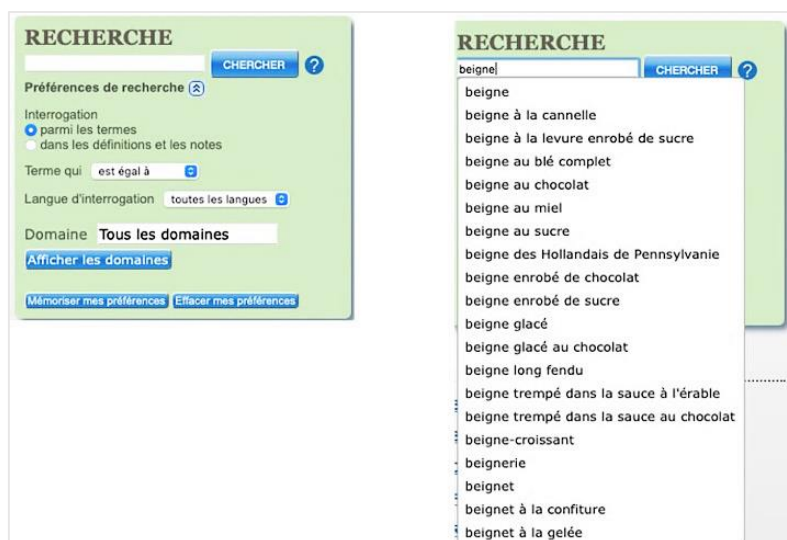 RECHERCHE
CHERCHER ?
Préférences de recherche
Interrogation
parmi les termes
dans les définitions et les notes
Terme qui est égal à
Langue d'interrogation toutes les langues
Domaine Tous les domaines
Afficher les domaines
Mémoriser mes préférences Effacer mes préférences
RECHERCHE
beigne CHERCHER ?
beigne
beigne à la cannelle
beigne à la levure enrobé de sucre
beigne au blé complet
beigne au chocolat
beigne au miel
beigne au sucre
beigne des Hollandais de Pennsylvanie
beigne enrobé de chocolat
beigne enrobé de sucre
beigne glacé
beigne glacé au chocolat
beigne long fendu
beigne trempé dans la sauce à l'érable
beigne trempé dans la sauce au chocolat
beigne-croissant
beignerie
beignet
beignet à la confiture
beignet à la gelée